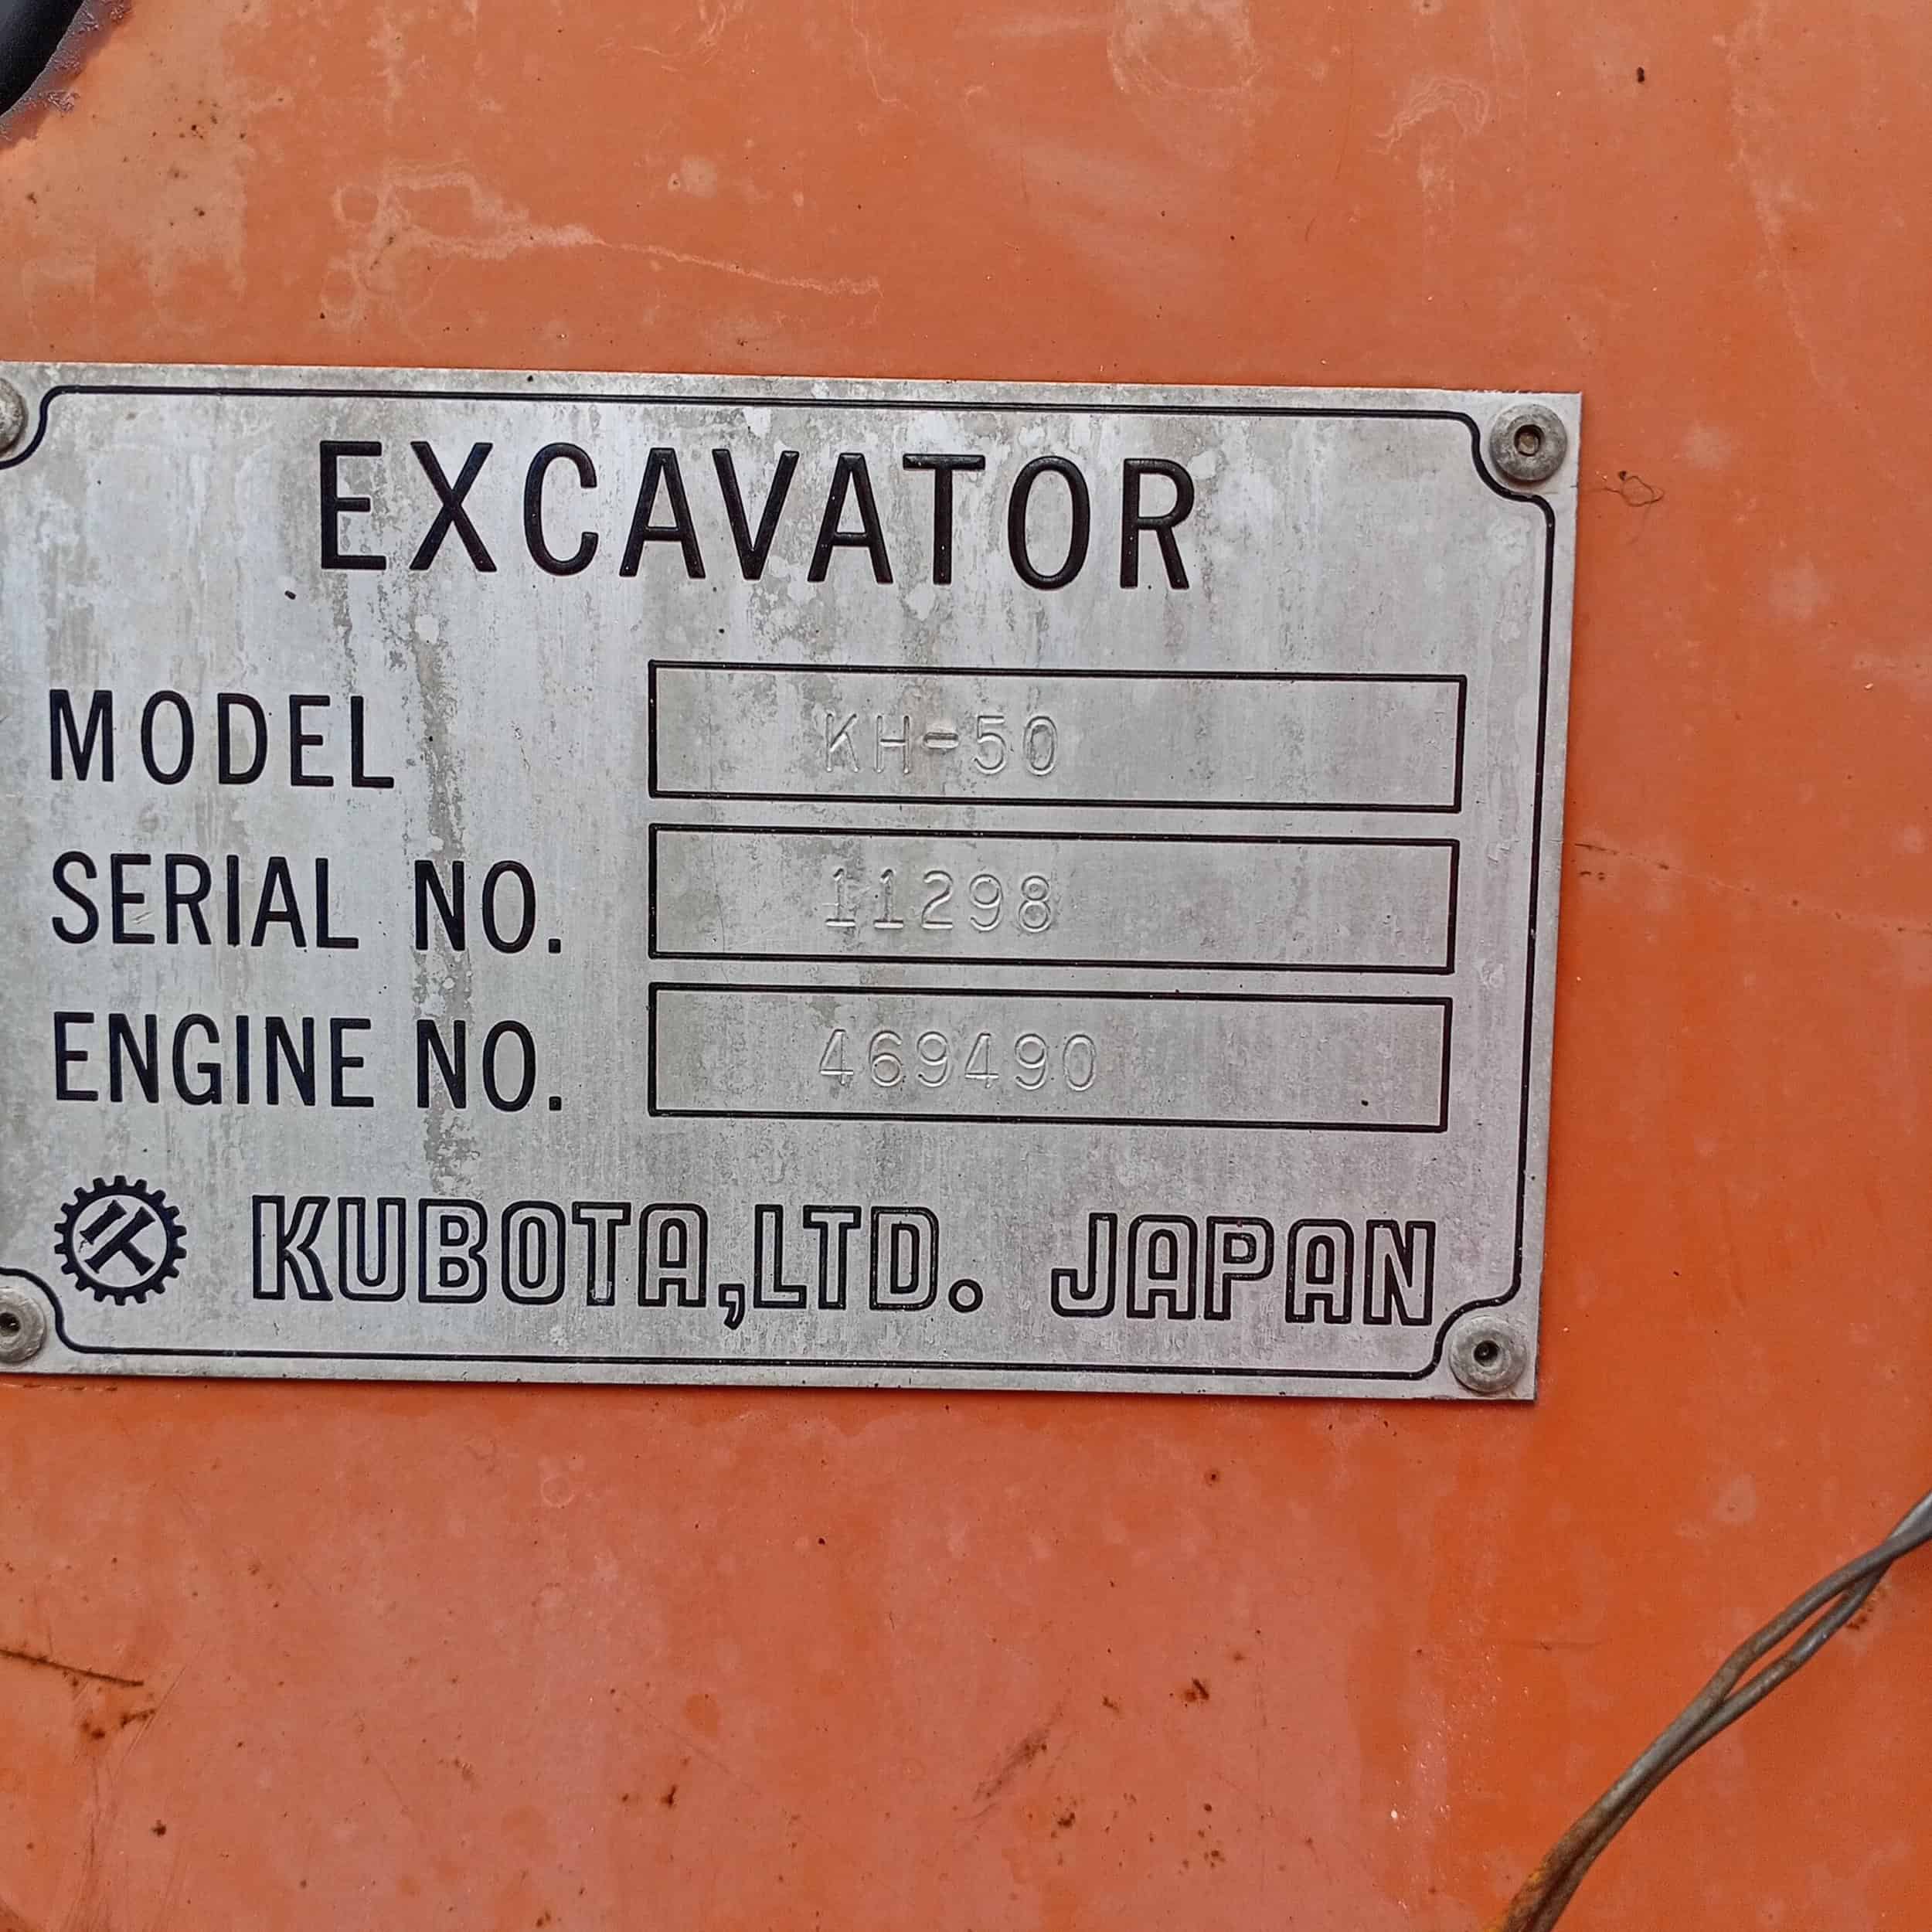 EXCAVATOR
MODEL KH-50
SERIAL NO. 11298
ENGINE NO. 469490
KUBOTA,LTD. JAPAN